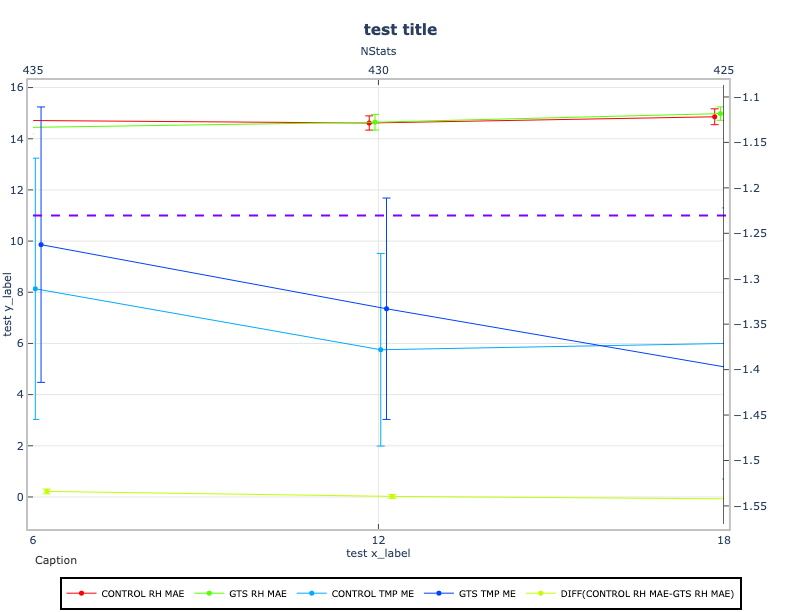 test title
NStats
435 430 425
16
14
12
10
8
6
4
2
0
test y_label
−1.1
−1.15
−1.2
−1.25
−1.3
−1.35
−1.4
−1.45
−1.5
−1.55
6 12 18
test x_label
Caption
CONTROL RH MAE GTS RH MAE CONTROL TMP ME GTS TMP ME DIFF(CONTROL RH MAE-GTS RH MAE)